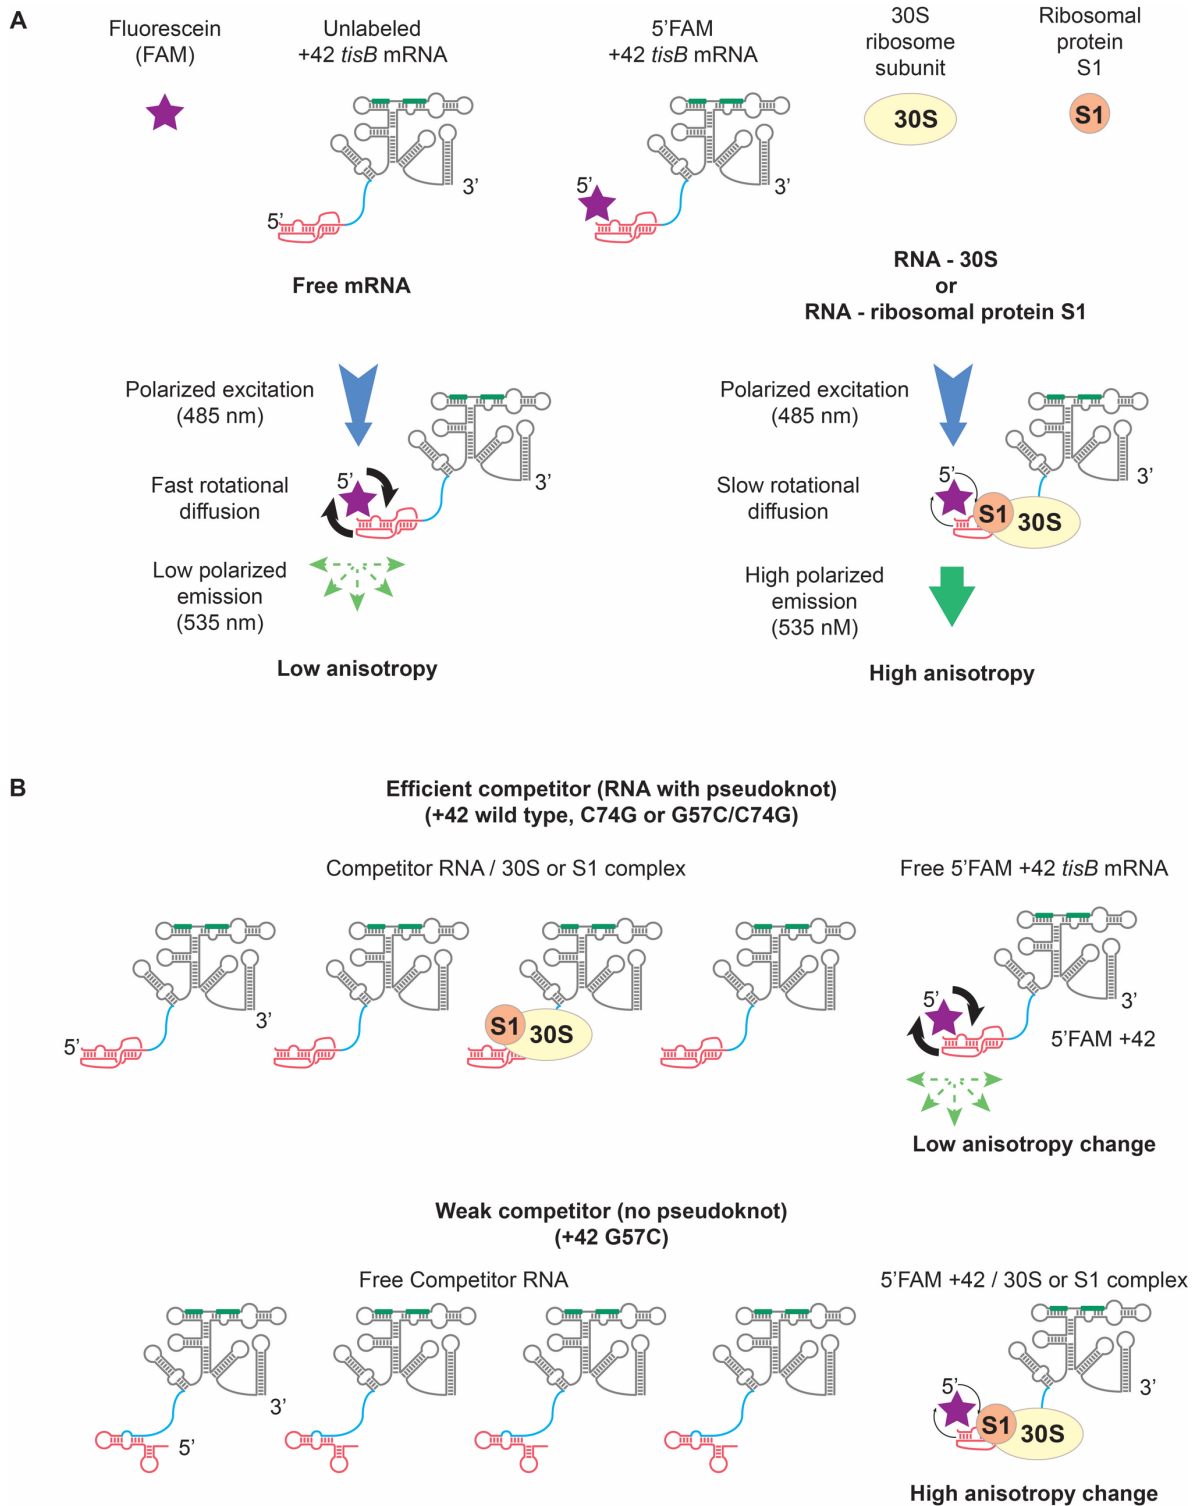 A
Fluorescein
(FAM)
Unlabeled
+42 tisB mRNA
5’FAM
+42 tisB mRNA
30S
ribosome
subunit
Ribosomal
protein
S1
30S
S1
3’
5’
3’
5’
Free mRNA
RNA - 30S
or
RNA - ribosomal protein S1
Polarized excitation
(485 nm)
Polarized excitation
(485 nm)
Fast rotational
diffusion
5’
3’
Slow rotational
diffusion
5’
3’
S1
30S
Low polarized
emission
(535 nm)
High polarized
emission
(535 nM)
Low anisotropy
High anisotropy
B
Efficient competitor (RNA with pseudoknot)
(+42 wild type, C74G or G57C/C74G)
Competitor RNA / 30S or S1 complex
Free 5’FAM +42 tisB mRNA
5’
3’
S1
30S
5’
3’
5’FAM +42
Low anisotropy change
Weak competitor (no pseudoknot)
(+42 G57C)
Free Competitor RNA
5’FAM +42 / 30S or S1 complex
3’
5’
5’
3’
S1
30S
High anisotropy change